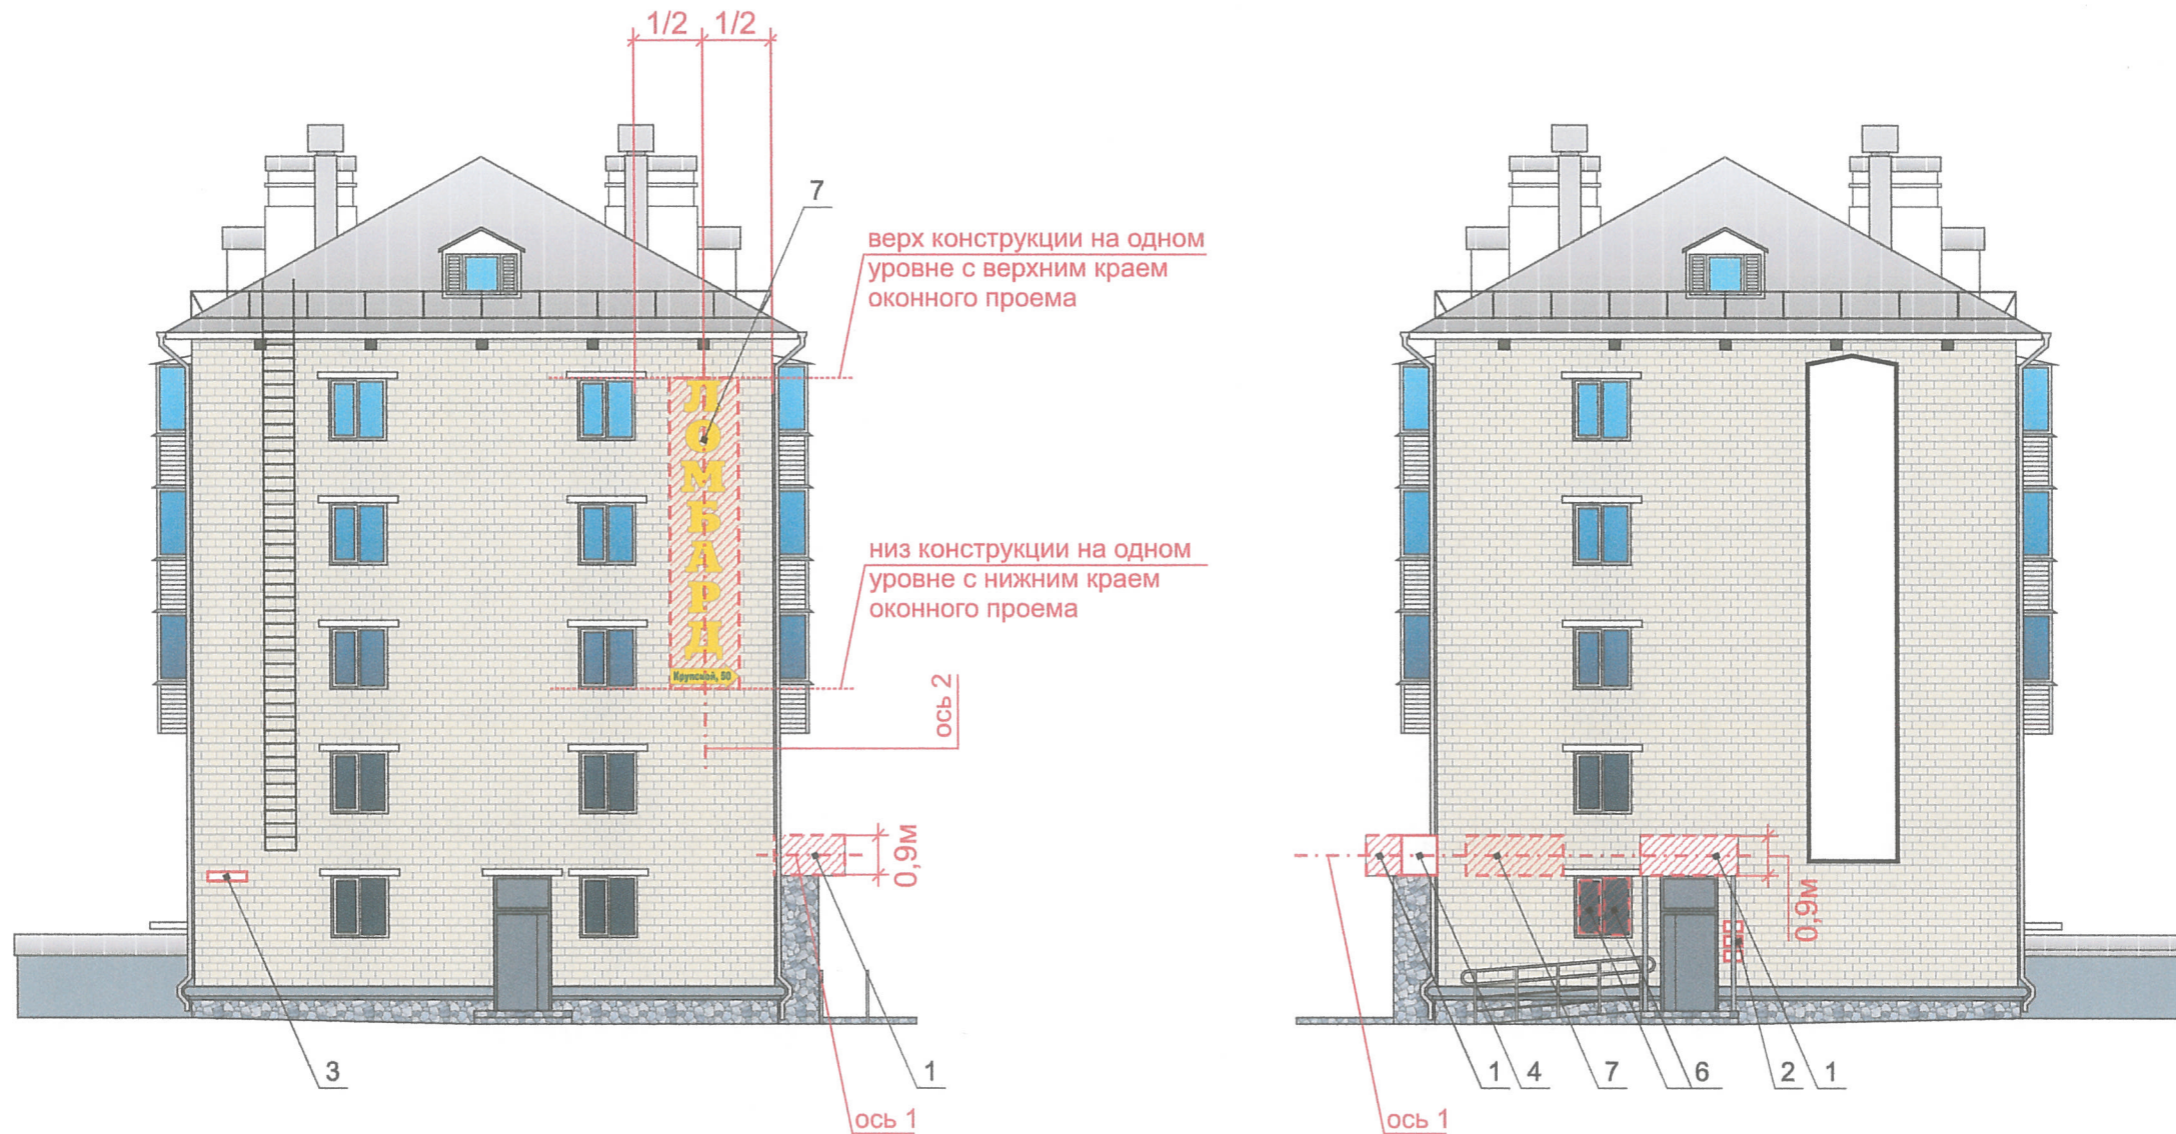 1/2 1/2
7
верх конструкции на одном
уровне с верхним краем
оконного проема
ЛОМБАРД
Крупской, 50
низ конструкции на одном
уровне с нижним краем
оконного проема
ось 2
0,9м
3
1
ось 1
0,9м
1
4
7
6
2
1
ось 1